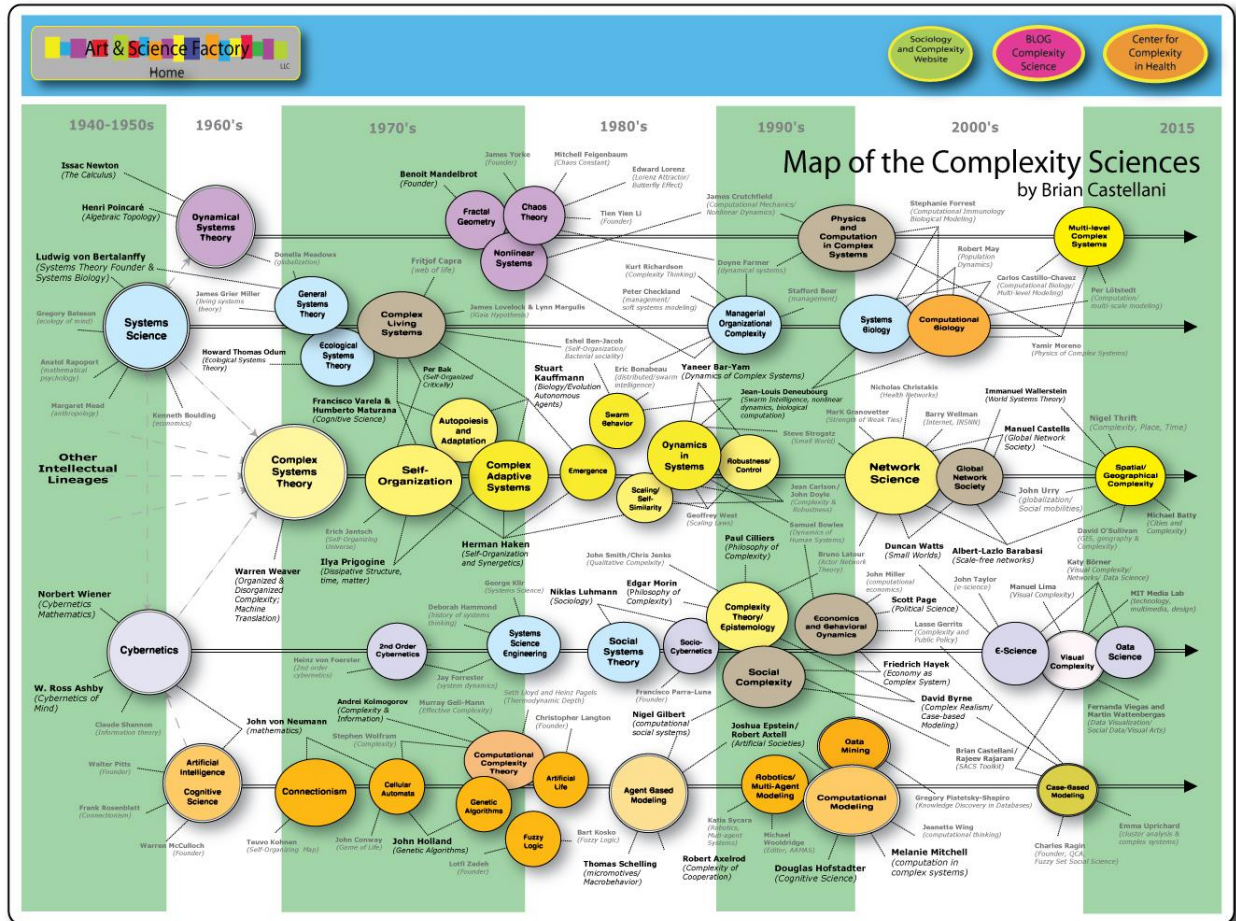 Art & Science Factory
LLC
Home
Sociology
and Complexity
Website
BLOG
Complexity
Science
Center for
Complexity
in Health
1940-1950s
1960's
1970's
1980's
1990's
2000's
2015
Map of the Complexity Sciences
by Brian Castellani
Issac Newton
(The Calculus)
Henri Poincaré
(Algebraic Topology)
Dynamical
Systems
Theory
Benoit Mandelbrot
(Founder)
James Yorke
(Founder)
Mitchell Feigenbaum
(Chaos Constant)
Edward Lorenz
(Lorenz Attractor/
Butterfly Effect)
Tien Yien Li
(Founder)
Fractal
Geometry
Chaos
Theory
Nonlinear
Systems
James Crutchfield
(Computational Mechanics/
Nonlinear Dynamics)
Physics
and
Computation
in Complex
Systems
Stephanie Forrest
(Computational Immunology
Biological Modeling)
Robert May
(Population
Dynamics)
Multi-level
Complex
Systems
Ludwig von Bertalanffy
(Systems Theory Founder &
Systems Biology)
Donella Meadows
(globalization)
James Grier Miller
(living systems
theory)
Gregory Bateson
(ecology of mind)
Systems
Science
General
Systems
Theory
Fritjof Capra
(web of life)
Complex
Living
Systems
James Lovelock & Lynn Margulis
(Gaia Hypothesis)
Kurt Richardson
(Complexity Thinking)
Peter Checkland
(management/
soft systems modeling)
Doyne Farmer
(dynamical systems)
Stafford Beer
(management)
Managerial
Organizational
Complexity
Systems
Biology
Computational
Biology
Carlos Castillo-Chavez
(Computational Biology/
Multi-level Modeling)
Per Lötstedt
(Computation/
multi-scale modeling)
Yamir Moreno
(Physics of Complex Systems)
Anatol Rapoport
(mathematical
psychology)
Margaret Mead
(anthropology)
Kenneth Boulding
(economics)
Howard Thomas Odum
(Ecological Systems
Theory)
Ecological
Systems
Theory
Per Bak
(Self-Organized
Critically)
Eshel Ben-Jacob
(Self-Organization/
Bacterial sociality)
Eric Bonabeau
(distributed/swarm
intelligence)
Stuart
Kauffmann
(Biology/Evolution
Autonomous
Agents)
Yaneer Bar-Yam
(Dynamics of Complex Systems)
Jean-Louis Deneubourg
(Swarm Intelligence, nonlinear
dynamics, biological
computation)
Francisco Varela &
Humberto Maturana
(Cognitive Science)
Autopoiesis
and
Adaptation
Swarm
Behavior
Steve Strogatz
(Small World)
Nicholas Christakis
(Health Networks)
Mark Granovetter
(Strength of Weak Ties)
Barry Wellman
(Internet, INSNN)
Immanuel Wallerstein
(World Systems Theory)
Manuel Castells
(Global Network
Society)
Nigel Thrift
(Complexity, Place, Time)
Other
Intellectual
Lineages
Complex
Systems
Theory
Self-
Organization
Complex
Adaptive
Systems
Emergence
Scaling/
Self-
Similarity
Dynamics
in
Systems
Robustness/
Control
Network
Science
Global
Network
Society
Spatial/
Geographical
Complexity
John Urry
(globalization/
Social mobilities)
Michael Batty
(Cities and
Complexity)
David O'Sullivan
(GIS, geography &
Complexity)
Erich Jantsch
(Self-Organizing
Universe)
Ilya Prigogine
(Dissipative Structure,
time, matter)
Herman Haken
(Self-Organization
and Synergetics)
Geoffrey West
(Scaling Laws)
Jean Carlson/
John Doyle
(Complexity &
Robustness)
Samuel Bowles
(Dynamics of
Human Systems)
Bruno Latour
(Actor Network
Theory)
Duncan Watts
(Small Worlds)
Albert-Lazlo Barabasi
(Scale-free networks)
Warren Weaver
(Organized &
Disorganized
Complexity;
Machine
Translation)
Norbert Wiener
(Cybernetics
Mathematics)
Cybernetics
W. Ross Ashby
(Cybernetics of
Mind)
Claude Shannon
(Information theory)
John von Neumann
(mathematics)
Heinz von Foerster
(2nd order
cybernetics)
2nd Order
Cybernetics
George Klir
(Systems Science)
Deborah Hammond
(history of systems
thinking)
Jay Forrester
(system dynamics)
Systems
Science
Engineering
John Smith/Chris Jenks
(Qualitative Compelxity)
Niklas Luhmann
(Sociology)
Social
Systems
Theory
Edgar Morin
(Philosophy of
Complexity)
Socio-
Cybernetics
Francisco Parra-Luna
(Founder)
Paul Cilliers
(Philosophy of
Complexity)
Complexity
Theory/
Epistemology
Economics
and Behavioral
Dynamics
Social
Complexity
John Miller
(computational
economics)
Scott Page
(Political Science)
Lasse Gerrits
(Complexity and
Public Policy)
Friedrich Hayek
(Economy as
Complex System)
David Byrne
(Complex Realism/
Case-based
Modeling)
John Taylor
(e-science)
Manuel Lima
(Visual Complexity)
Katy Börner
(Visual Complexity/
Networks/ Data Science)
MIT Media Lab
(technology,
multimedia, design)
E-Science
Visual
Complexity
Data
Science
Fernanda Viegas and
Martin Wattenbergas
(Data Visualization/
Social Data/Visual Arts)
Walter Pitts
(Founder)
Frank Rosenblatt
(Connectionism)
Warren McCulloch
(Founder)
Artificial
Intelligence
Cognitive
Science
Connectionism
Teuvo Kohnen
(Self-Organizing Map)
Stephen Wolfram
(Complexity)
Andrei Kolmogorov
(Complexity &
Information)
Murray Gell-Mann
(Effective Complexity)
Seth Lloyd and Heinz Pagels
(Thermodynamic Depth)
Christopher Langton
(Founder)
Cellular
Automata
John Conway
(Game of Life)
John Holland
(Genetic Algorithms)
Computational
Complexity
Theory
Genetic
Algorithms
Artificial
Life
Fuzzy
Logic
Lotfi Zadeh
(Founder)
Bart Kosko
(Fuzzy Logic)
Nigel Gilbert
(computational
social systems)
Agent Based
Modeling
Thomas Schelling
(micromotives/
Macrobehavior)
Robert Axelrod
(Complexity of
Cooperation)
Joshua Epstein/
Robert Axtell
(Artificial Societies)
Robotics/
Multi-Agent
Modeling
Katia Sycara
(Robotics,
Mutt-agent
Systems)
Michael
Wooldridge
(Editor, AAMAS)
Data
Mining
Computational
Modeling
Douglas Hofstadter
(Cognitive Science)
Melanie Mitchell
(computation in
complex systems)
Jeanette Wing
(computational thinking)
Gregory Piatetsky-Shapiro
(Knowledge Discovery in Databases)
Brian Castellani/
Rajeev Rajaram
(SACS Toolkit)
Case-Based
Modeling
Charles Ragin
(Founder, QCA,
Fuzzy Set Social Science)
Emma Uprichard
(cluster analysis &
complex systems)